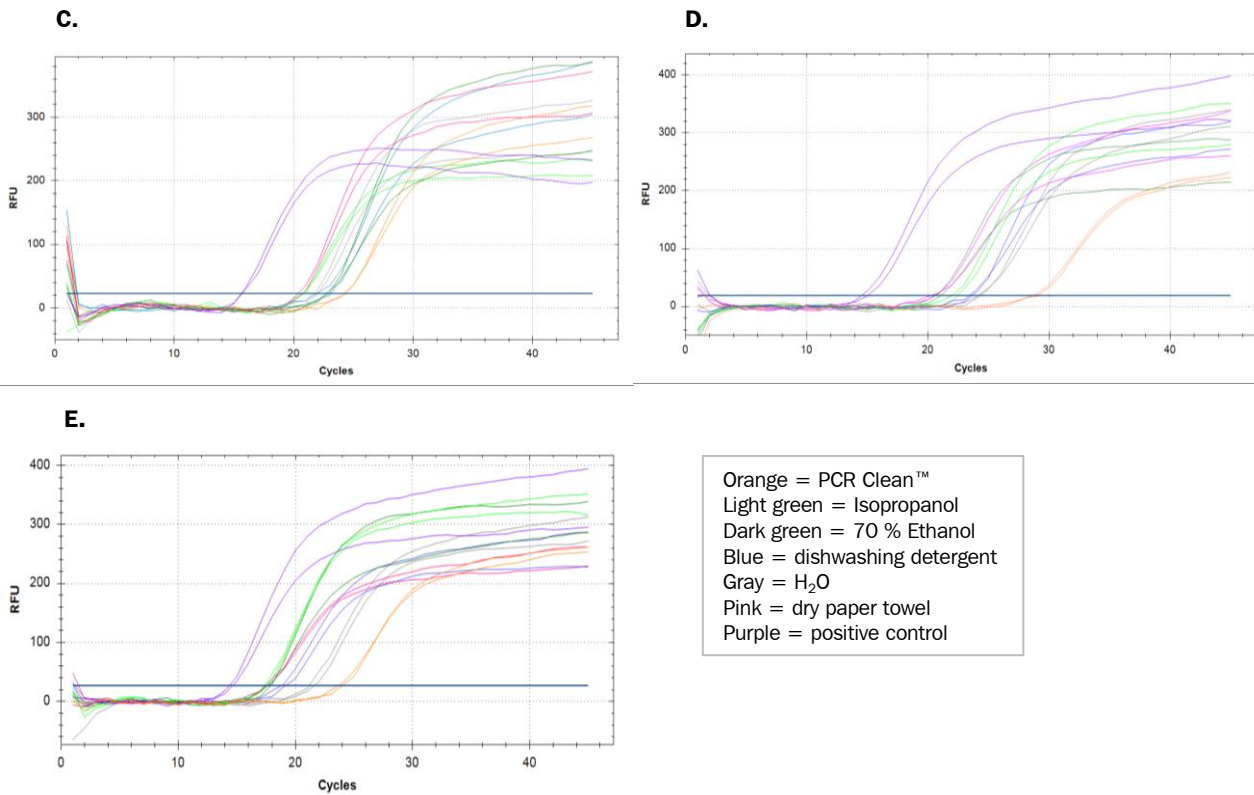 C.
300
200
100
0
RFU
0
10
20
30
40
Cycles
D.
400
300
200
100
0
RFU
0
10
20
30
40
Cycles
E.
400
300
200
100
0
RFU
0
10
20
30
40
Cycles
Orange = PCR Clean™
Light green = Isopropanol
Dark green = 70 % Ethanol
Blue = dishwashing detergent
Gray = H₂O
Pink = dry paper towel
Purple = positive control